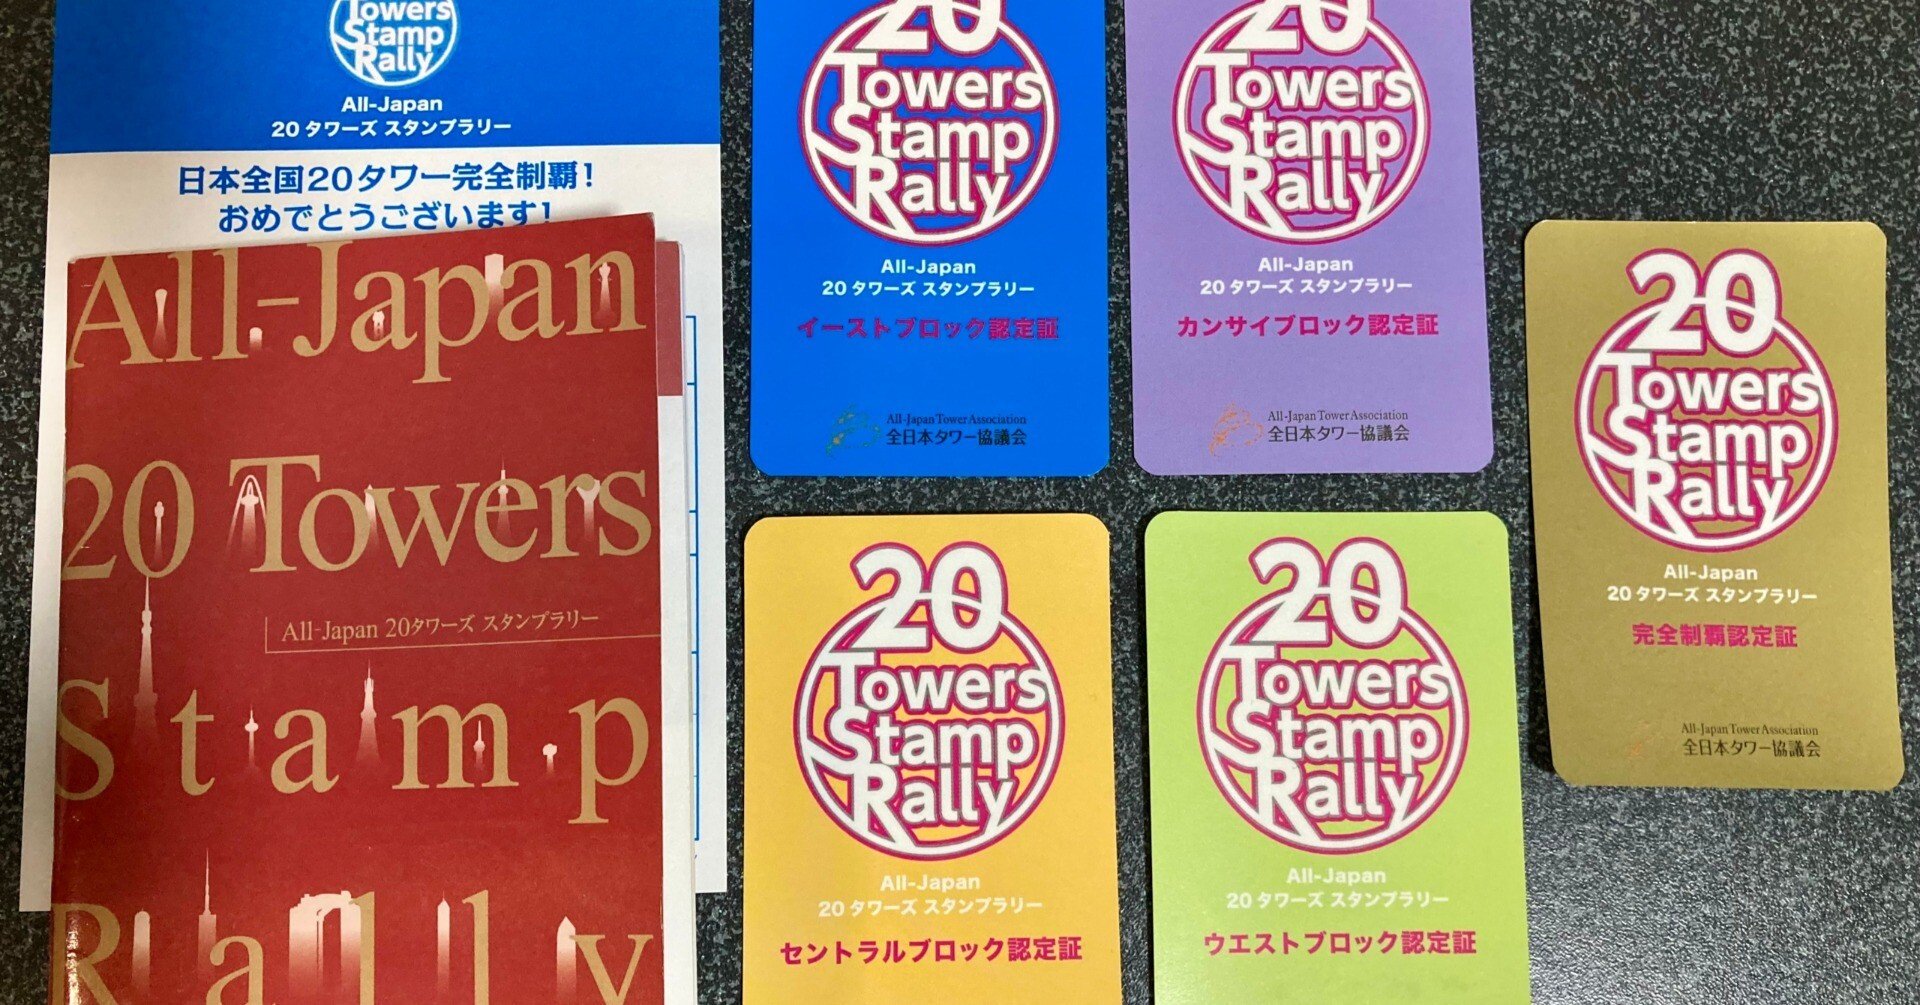 Towers
Stamp
Rally
All-Japan
20 タワーズ スタンプラリー
日本全国20タワー完全制覇！
おめでとうございます！
All-Japan
20 Towers
All-Japan 20タワーズ スタンプラリー
Stamp
Rally
20
Towers
Stamp
Rally
All-Japan
20 タワーズ スタンプラリー
イーストブロック認定証
All-Japan Tower Association
全日本タワー協議会
20
Towers
Stamp
Rally
All-Japan
20 タワーズ スタンプラリー
カンサイブロック認定証
All-Japan Tower Association
全日本タワー協議会
20
Towers
Stamp
Rally
All-Japan
20 タワーズ スタンプラリー
セントラルブロック認定証
20
Towers
Stamp
Rally
All-Japan
20 タワーズ スタンプラリー
ウエストブロック認定証
20
Towers
Stamp
Rally
All-Japan
20 タワーズ スタンプラリー
完全制覇認定証
All-Japan Tower Association
全日本タワー協議会